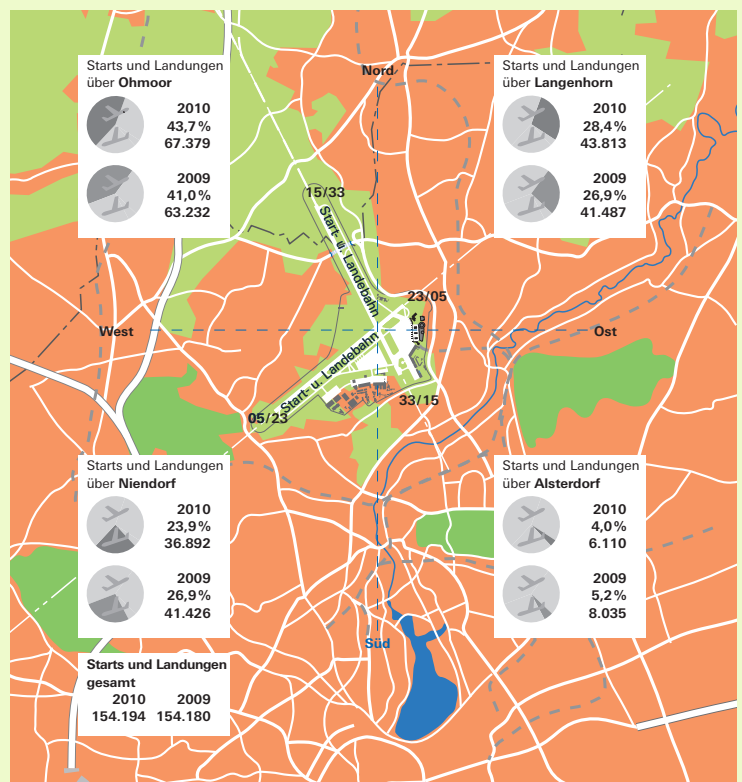 Starts und Landungen
über Ohmoor
2010
43,7 %
67.379
2009
41,0 %
63.232
Nord
Starts und Landungen
über Langenhorn
2010
28,4 %
43.813
2009
26,9 %
41.487
15/33
Start- u. Landebahn
23/05
West
Ost
Start- u. Landebahn
05/23
33/15
Starts und Landungen
über Niendorf
2010
23,9 %
36.892
2009
26,9 %
41.426
Starts und Landungen
über Alsterdorf
2010
4,0 %
6.110
2009
5,2 %
8.035
Süd
Starts und Landungen
gesamt
2010 2009
154.194 154.180